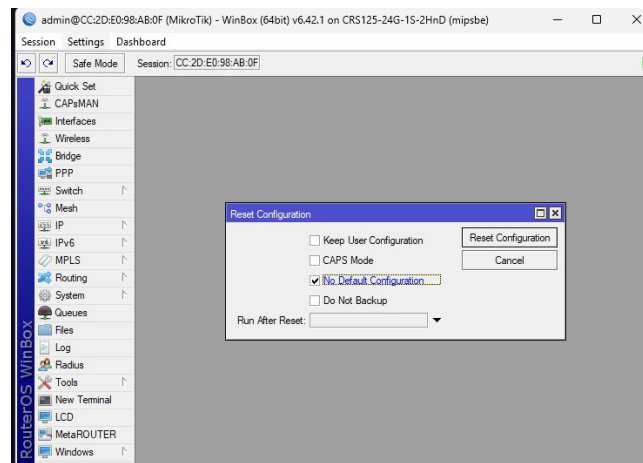 admin@CC:2D:E0:98:AB:0F (MikroTik) - WinBox (64bit) v6.42.1 on CRS125-24G-1S-2HnD (mipsbe)
Session Settings Dashboard
Safe Mode Session: CC:2D:E0:98:AB:0F
Quick Set
CAPsMAN
Interfaces
Wireless
Bridge
PPP
Switch
Mesh
IP
IPv6
MPLS
Routing
System
Queues
Files
Log
Radius
Tools
New Terminal
LCD
MetaROUTER
Windows
RouterOS WinBox
Reset Configuration
Keep User Configuration
CAPS Mode
No Default Configuration
Do Not Backup
Run After Reset:
Reset Configuration
Cancel